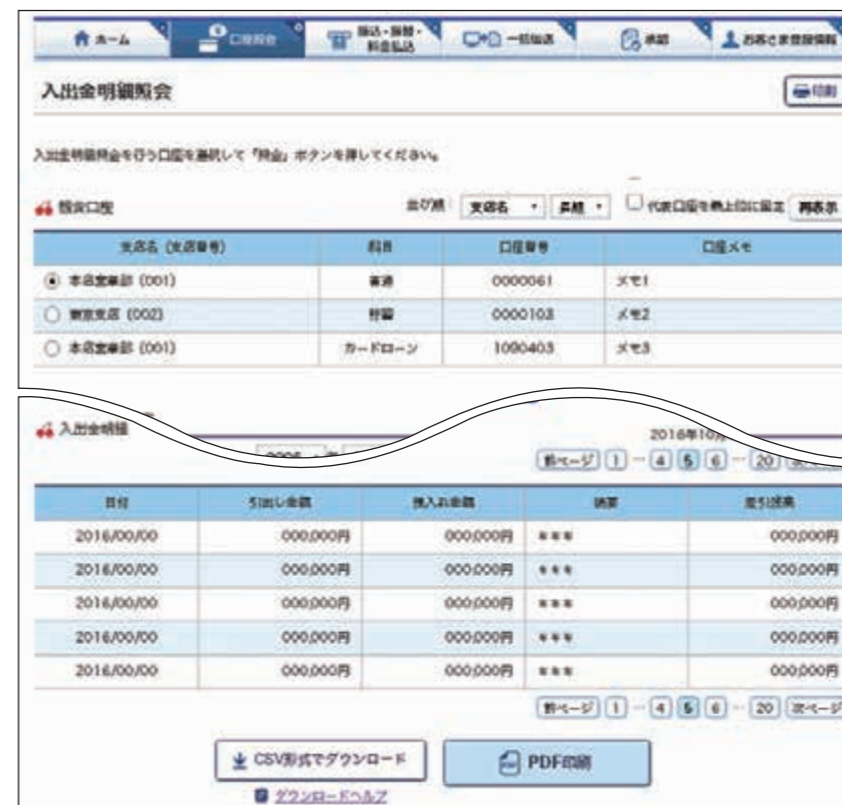 ホーム 口座照会 振込・振替・ 一括伝送 承認 お客さま登録情報
料金払込
入出金明細照会 印刷
入出金明細照会を行う口座を選択して「照会」ボタンを押してください。
照会口座 並び順： 支店名 昇順 代表口座を最上位に固定 再表示
支店名（支店番号） 科目 口座番号 口座メモ
本店営業部（001） 普通 0000061 メモ1
東京支店（002） 貯蓄 0000103 メモ2
本店営業部（001） カードローン 1090403 メモ3
入出金明細
2016年10月
前ページ 1 … 4 5 6 … 20
日付 引出し金額 預入れ金額 摘要 差引残高
2016/00/00 000,000円 000,000円 ＊＊＊ 000,000円
2016/00/00 000,000円 000,000円 ＊＊＊ 000,000円
2016/00/00 000,000円 000,000円 ＊＊＊ 000,000円
2016/00/00 000,000円 000,000円 ＊＊＊ 000,000円
2016/00/00 000,000円 000,000円 ＊＊＊ 000,000円
前ページ 1 … 4 5 6 … 20 次ページ
CSV形式でダウンロード PDF印刷
ダウンロードヘルプ